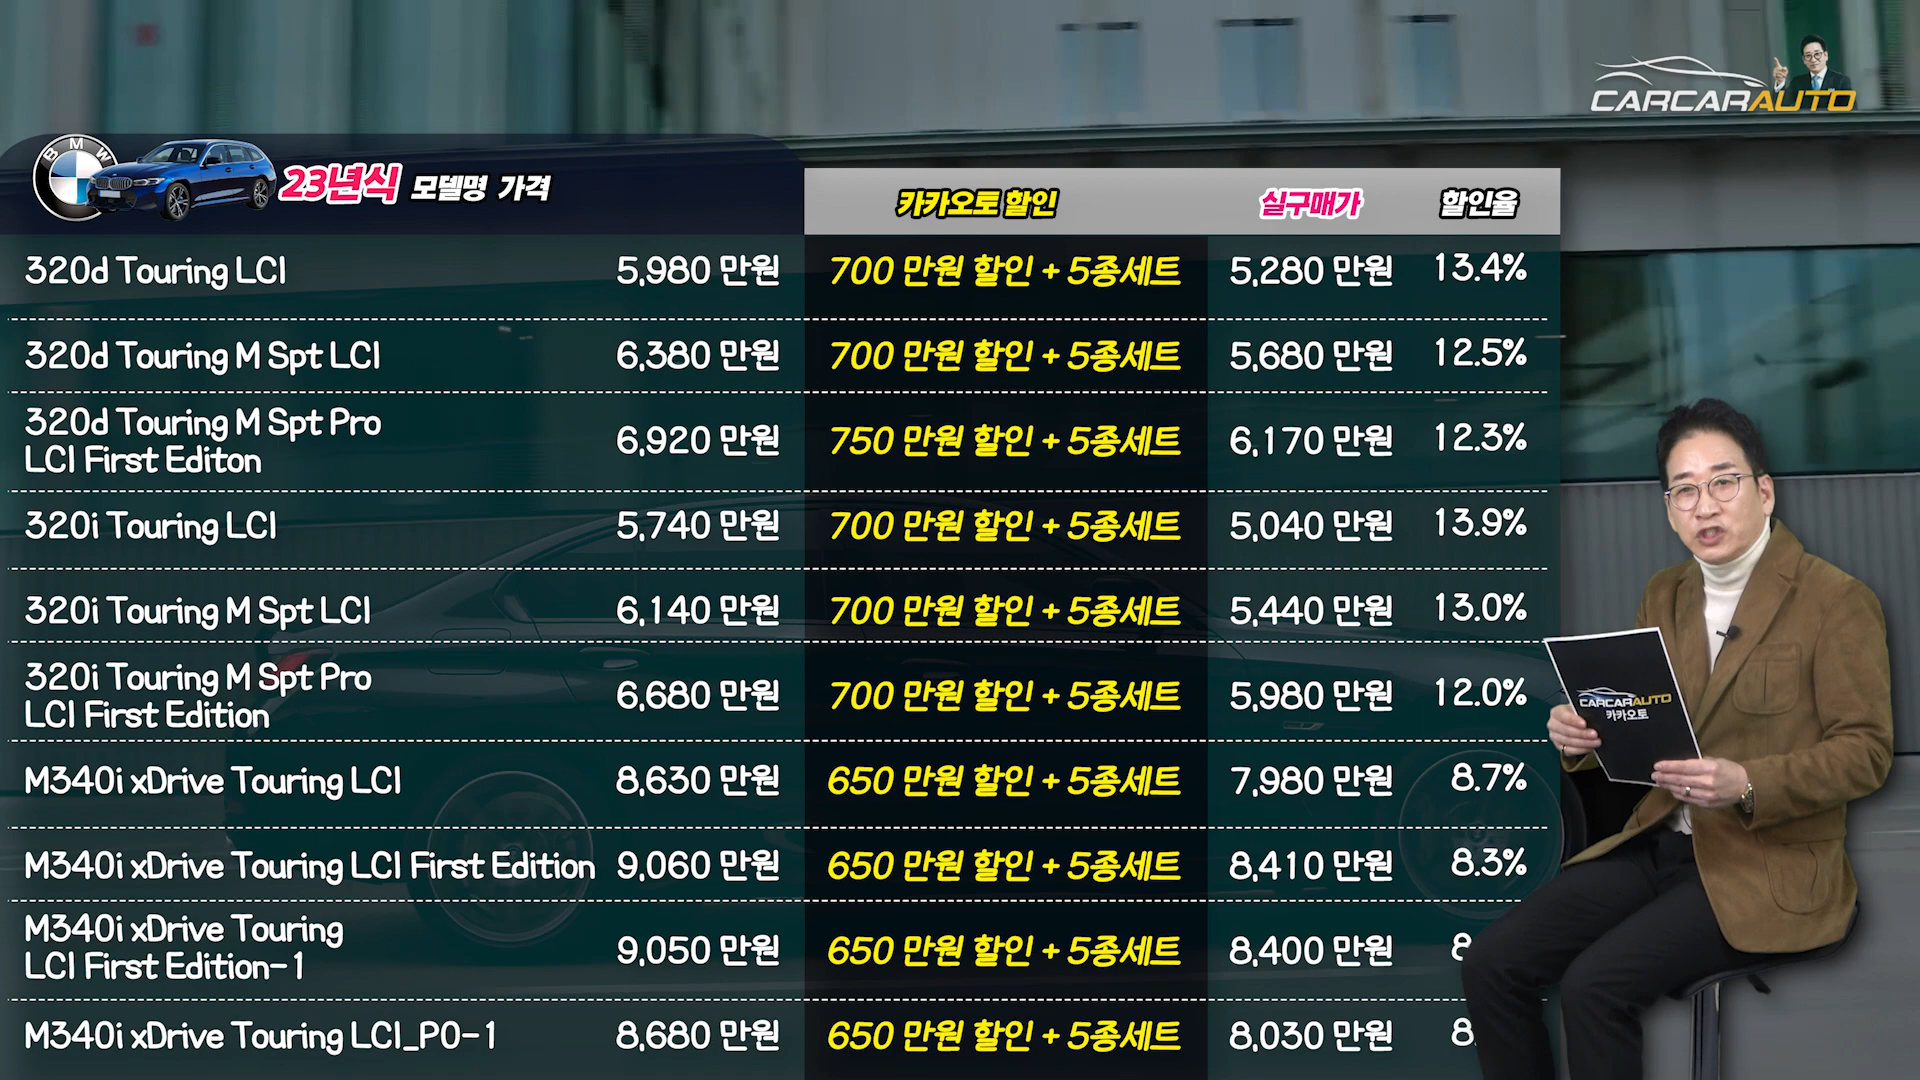 CARCARAUTO
BMW
23년식 모델명 가격
카카오토 할인 실구매가 할인율
320d Touring LCI 5,980 만원 700 만원 할인 + 5종세트 5,280 만원 13.4%
320d Touring M Spt LCI 6,380 만원 700 만원 할인 + 5종세트 5,680 만원 12.5%
320d Touring M Spt Pro
LCI First Editon 6,920 만원 750 만원 할인 + 5종세트 6,170 만원 12.3%
320i Touring LCI 5,740 만원 700 만원 할인 + 5종세트 5,040 만원 13.9%
320i Touring M Spt LCI 6,140 만원 700 만원 할인 + 5종세트 5,440 만원 13.0%
320i Touring M Spt Pro
LCI First Edition 6,680 만원 700 만원 할인 + 5종세트 5,980 만원 12.0%
M340i xDrive Touring LCI 8,630 만원 650 만원 할인 + 5종세트 7,980 만원 8.7%
M340i xDrive Touring LCI First Edition 9,060 만원 650 만원 할인 + 5종세트 8,410 만원 8.3%
M340i xDrive Touring
LCI First Edition-1 9,050 만원 650 만원 할인 + 5종세트 8,400 만원
M340i xDrive Touring LCI_P0-1 8,680 만원 650 만원 할인 + 5종세트 8,030 만원
CARCARAUTO
카카오토